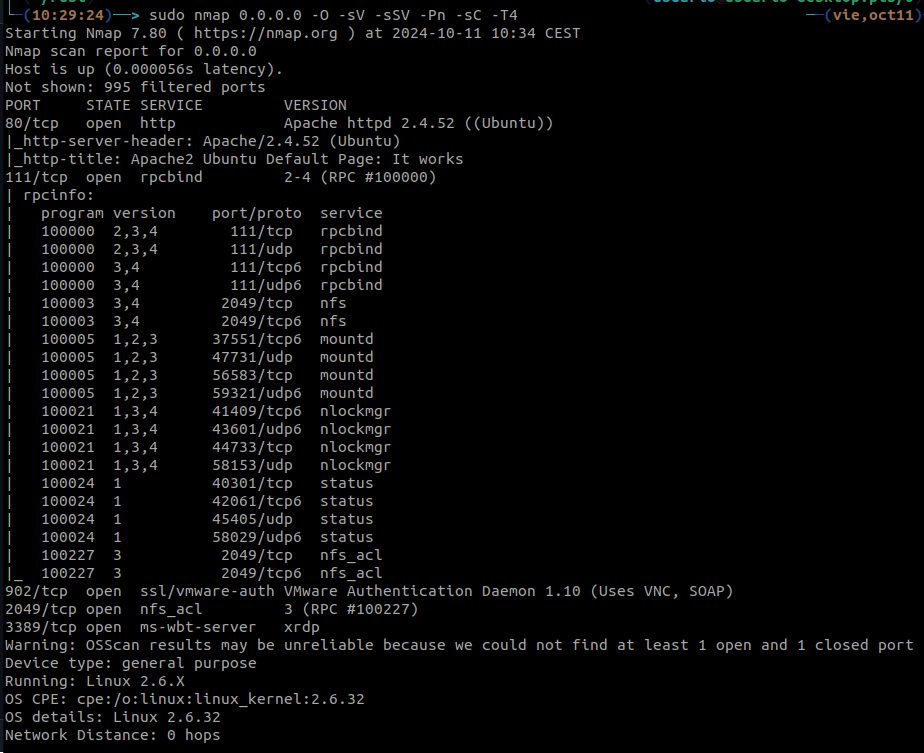 (10:29:24)──> sudo nmap 0.0.0.0 -O -sV -sSV -Pn -sC -T4 ──(vie,oct11)
Starting Nmap 7.80 ( https://nmap.org ) at 2024-10-11 10:34 CEST
Nmap scan report for 0.0.0.0
Host is up (0.000056s latency).
Not shown: 995 filtered ports
PORT     STATE SERVICE         VERSION
80/tcp   open  http            Apache httpd 2.4.52 ((Ubuntu))
|_http-server-header: Apache/2.4.52 (Ubuntu)
|_http-title: Apache2 Ubuntu Default Page: It works
111/tcp  open  rpcbind         2-4 (RPC #100000)
| rpcinfo:
|   program version    port/proto  service
|   100000  2,3,4        111/tcp   rpcbind
|   100000  2,3,4        111/udp   rpcbind
|   100000  3,4          111/tcp6  rpcbind
|   100000  3,4          111/udp6  rpcbind
|   100003  3,4         2049/tcp   nfs
|   100003  3,4         2049/tcp6  nfs
|   100005  1,2,3      37551/tcp6  mountd
|   100005  1,2,3      47731/udp   mountd
|   100005  1,2,3      56583/tcp   mountd
|   100005  1,2,3      59321/udp6  mountd
|   100021  1,3,4      41409/tcp6  nlockmgr
|   100021  1,3,4      43601/udp6  nlockmgr
|   100021  1,3,4      44733/tcp   nlockmgr
|   100021  1,3,4      58153/udp   nlockmgr
|   100024  1          40301/tcp   status
|   100024  1          42061/tcp6  status
|   100024  1          45405/udp   status
|   100024  1          58029/udp6  status
|   100227  3           2049/tcp   nfs_acl
|_  100227  3           2049/tcp6  nfs_acl
902/tcp  open  ssl/vmware-auth VMware Authentication Daemon 1.10 (Uses VNC, SOAP)
2049/tcp open  nfs_acl         3 (RPC #100227)
3389/tcp open  ms-wbt-server   xrdp
Warning: OSScan results may be unreliable because we could not find at least 1 open and 1 closed port
Device type: general purpose
Running: Linux 2.6.X
OS CPE: cpe:/o:linux:linux_kernel:2.6.32
OS details: Linux 2.6.32
Network Distance: 0 hops